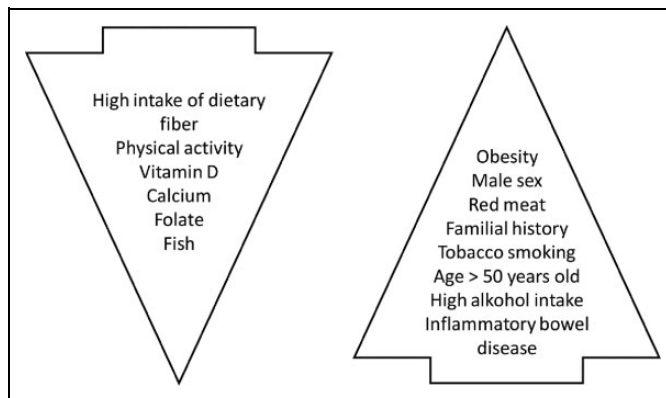 High intake of dietary
fiber
Physical activity
Vitamin D
Calcium
Folate
Fish
Obesity
Male sex
Red meat
Familial history
Tobacco smoking
Age > 50 years old
High alkohol intake
Inflammatory bowel
disease